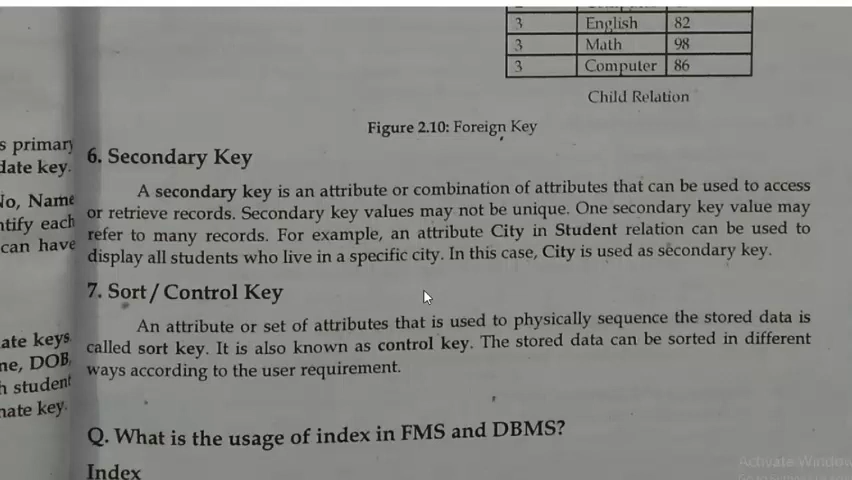 3 English 82
3 Math 98
3 Computer 86
Child Relation
Figure 2.10: Foreign Key
s primary
date key.
No, Name
ntify each
can have
6. Secondary Key
A secondary key is an attribute or combination of attributes that can be used to access
or retrieve records. Secondary key values may not be unique. One secondary key value may
refer to many records. For example, an attribute City in Student relation can be used to
display all students who live in a specific city. In this case, City is used as secondary key.
7. Sort / Control Key
An attribute or set of attributes that is used to physically sequence the stored data is
called sort key. It is also known as control key. The stored data can be sorted in different
ways according to the user requirement.
ate keys.
ne, DOB,
h student
nate key.
Q. What is the usage of index in FMS and DBMS?
Index
Activate Window